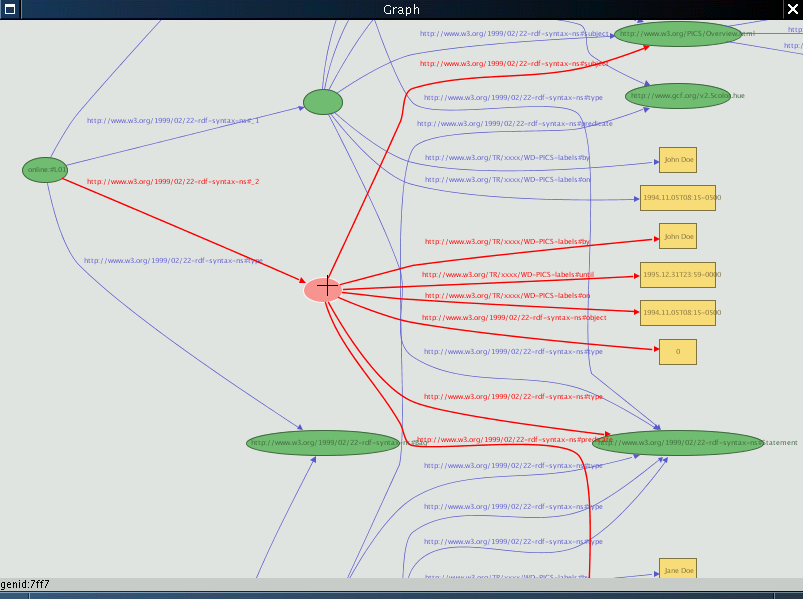 Graph
http://www.w3.org/1999/02/22-rdf-syntax-ns#subject
http://www.w3.org/PICS/Overview.html
http:
http:/
http://www.w3.org/1999/02/22-rdf-syntax-ns#subject
http://www.w3.org/1999/02/22-rdf-syntax-ns#type
http://www.gcf.org/v2.5color.hue
http://www.w3.org/1999/02/22-rdf-syntax-ns#_1
http://www.w3.org/1999/02/22-rdf-syntax-ns#predicate
http://www.w3.org/TR/xxxx/WD-PICS-labels#by
John Doe
online:#L01
http://www.w3.org/1999/02/22-rdf-syntax-ns#_2
http://www.w3.org/TR/xxxx/WD-PICS-labels#on
1994.11.05T08:15-0500
http://www.w3.org/TR/xxxx/WD-PICS-labels#by
John Doe
http://www.w3.org/1999/02/22-rdf-syntax-ns#type
http://www.w3.org/TR/xxxx/WD-PICS-labels#until
1995.12.31T23:59-0000
http://www.w3.org/TR/xxxx/WD-PICS-labels#on
1994.11.05T08:15-0500
http://www.w3.org/1999/02/22-rdf-syntax-ns#object
http://www.w3.org/1999/02/22-rdf-syntax-ns#type
0
http://www.w3.org/1999/02/22-rdf-syntax-ns#type
http://www.w3.org/1999/02/22-rdf-syntax-ns#Bag
http://www.w3.org/1999/02/22-rdf-syntax-ns#predicate
http://www.w3.org/1999/02/22-rdf-syntax-ns#Statement
http://www.w3.org/1999/02/22-rdf-syntax-ns#type
http://www.w3.org/1999/02/22-rdf-syntax-ns#type
http://www.w3.org/1999/02/22-rdf-syntax-ns#type
http://www.w3.org/TR/xxxx/WD-PICS-labels#by
Jane Doe
genid:7ff7